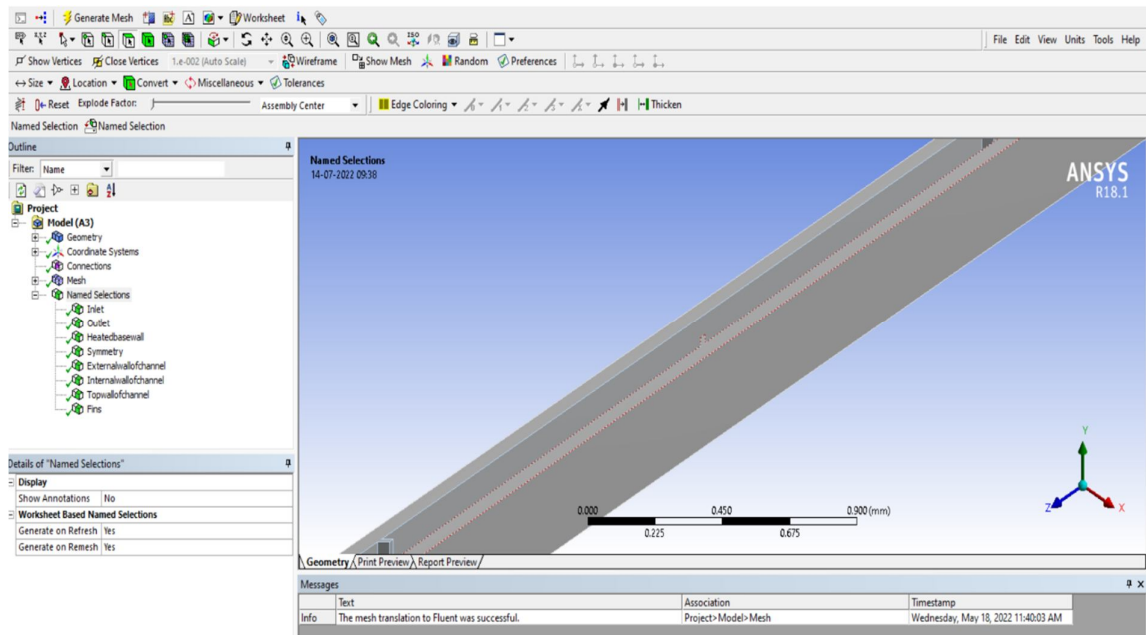 Generate Mesh A Worksheet i
ISO File Edit View Units Tools Help
Show Vertices Close Vertices 1.e-002 (Auto Scale) Wireframe Show Mesh Random Preferences
Size Location Convert Miscellaneous Tolerances
Reset Explode Factor: Assembly Center Edge Coloring Thicken
Named Selection Named Selection
Outline
Filter: Name
Project
Model (A3)
Geometry
Coordinate Systems
Connections
Mesh
Named Selections
Inlet
Outlet
Heatedbasewall
Symmetry
Externalwallofchannel
Internalwallofchannel
Topwallofchannel
Fins
Details of "Named Selections"
Display
Show Annotations No
Worksheet Based Named Selections
Generate on Refresh Yes
Generate on Remesh Yes
Named Selections
14-07-2022 09:38
ANSYS
R18.1
Y
Z X
0.000 0.450 0.900 (mm)
0.225 0.675
Geometry Print Preview Report Preview
Messages
Text Association Timestamp
Info The mesh translation to Fluent was successful. Project>Model>Mesh Wednesday, May 18, 2022 11:40:03 AM